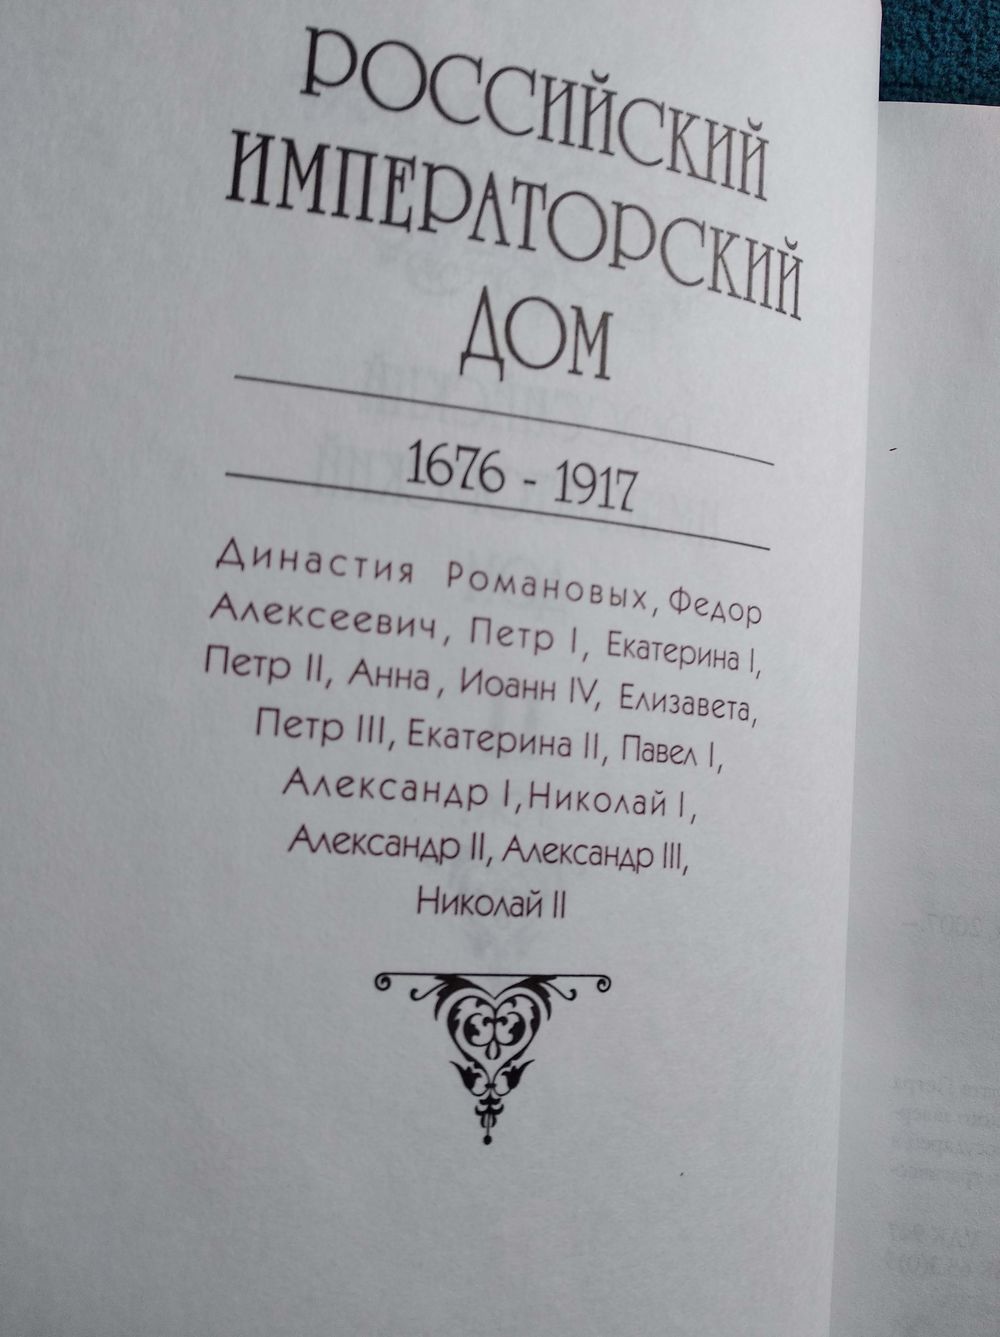 РОССИЙСКИЙ
ИМПЕРАТОРСКИЙ
ДОМ
1676 - 1917
Династия Романовых, Федор
Алексеевич, Петр I, Екатерина I,
Петр II, Анна, Иоанн IV, Елизавета,
Петр III, Екатерина II, Павел I,
Александр I, Николай I,
Александр II, Александр III,
Николай II